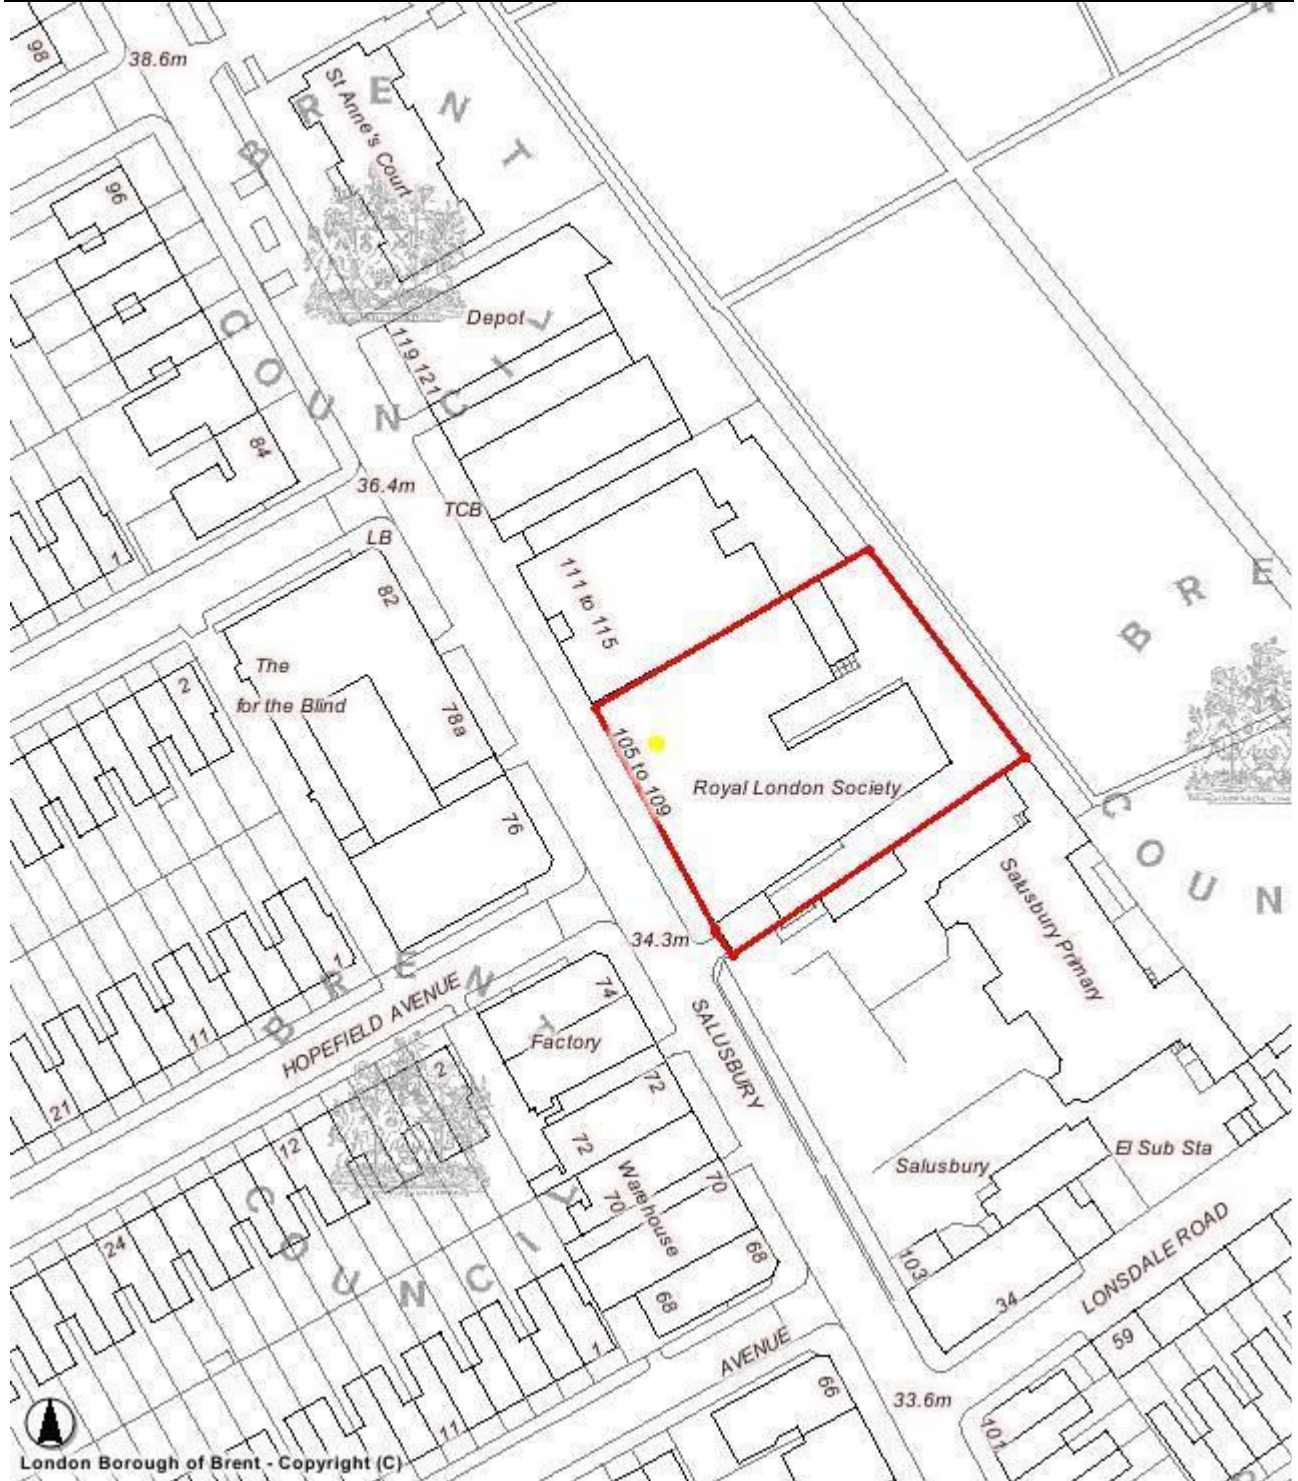 98
38.6m
St Anne's Court
BRENT
COUNCIL
96
Depot
119 121
84
36.4m
TCB
LB
1
111 to 115
82
The
for the Blind
2
78a
105 to 109
Royal London Society
76
BRE
COUN
Salusbury Primary
34.3m
1
11
21
HOPEFIELD AVENUE
BRENT
COUNCIL
74
Factory
SALUSBURY
2
72
72
12
Warehouse
70
70
Salusbury
El Sub Sta
24
68
68
103
34
LONSDALE ROAD
59
1
AVENUE
66
33.6m
11
101
London Borough of Brent - Copyright (C)